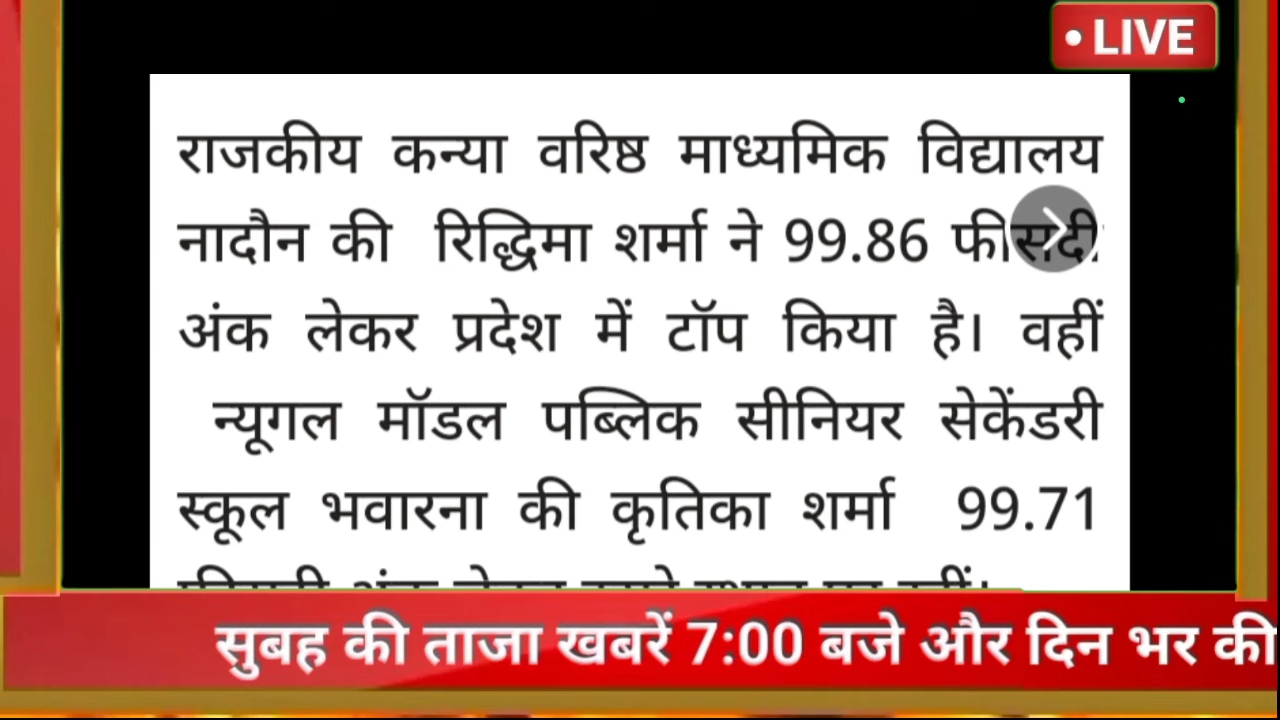 LIVE
राजकीय कन्या वरिष्ठ माध्यमिक विद्यालय
नादौन की रिद्धिमा शर्मा ने 99.86 फीसदी
अंक लेकर प्रदेश में टॉप किया है। वहीं
न्यूगल मॉडल पब्लिक सीनियर सेकेंडरी
स्कूल भवारना की कृतिका शर्मा 99.71
सुबह की ताजा खबरें 7:00 बजे और दिन भर की